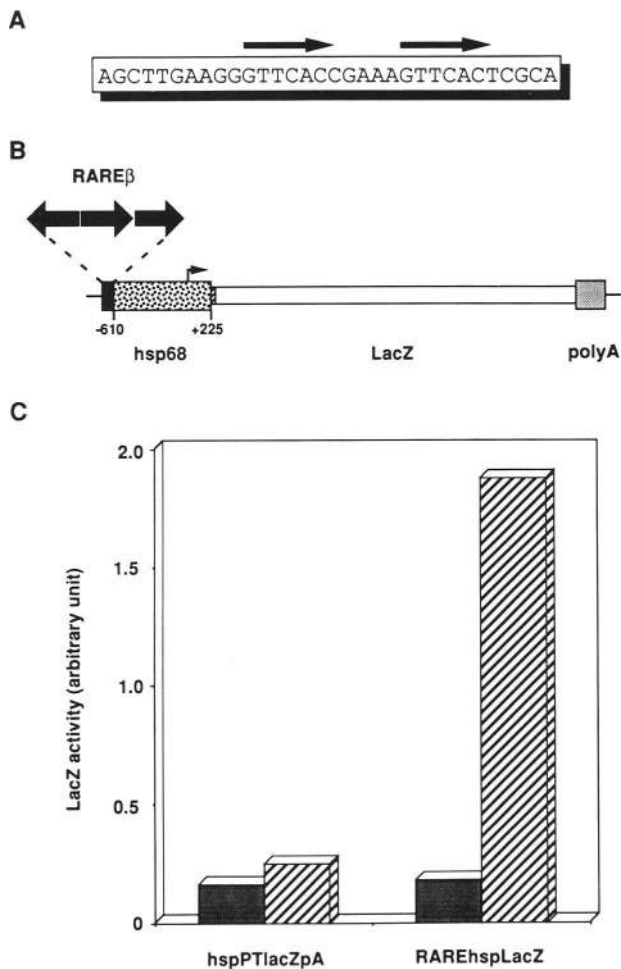 A
AGCTTGAAGGGTTCACCGAAAGTTCACTCGCA
B
RAREβ
-610
+225
hsp68
LacZ
polyA
C
LacZ activity (arbitrary unit)
2.0
1.5
1.0
0.5
0
hspPTlacZpA
RAREhspLacZ